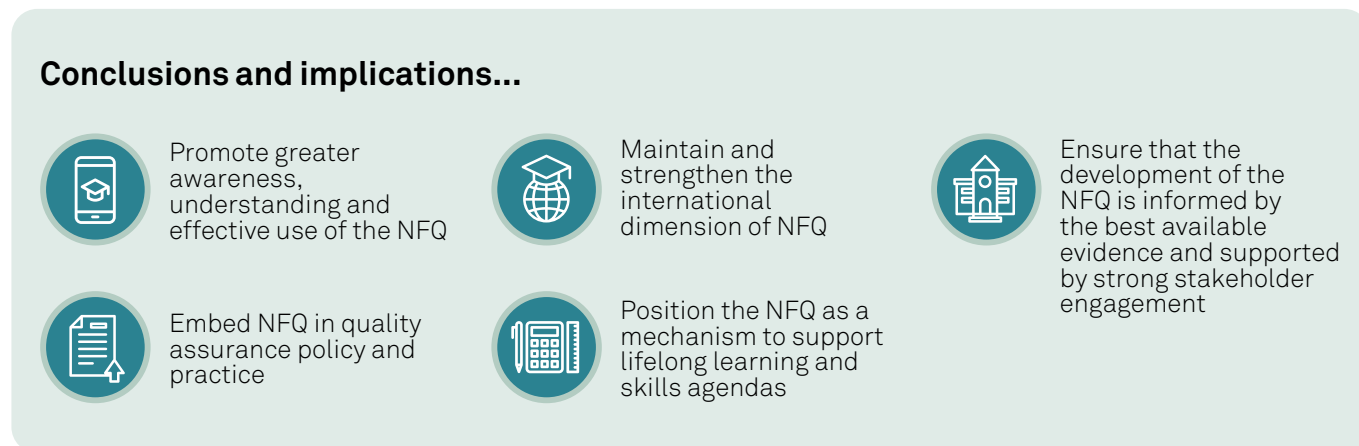 Conclusions and implications...
Promote greater
awareness,
understanding and
effective use of the NFQ
Embed NFQ in quality
assurance policy and
practice
Maintain and
strengthen the
international
dimension of NFQ
Position the NFQ as a
mechanism to support
lifelong learning and
skills agendas
Ensure that the
development of the
NFQ is informed by
the best available
evidence and supported
by strong stakeholder
engagement